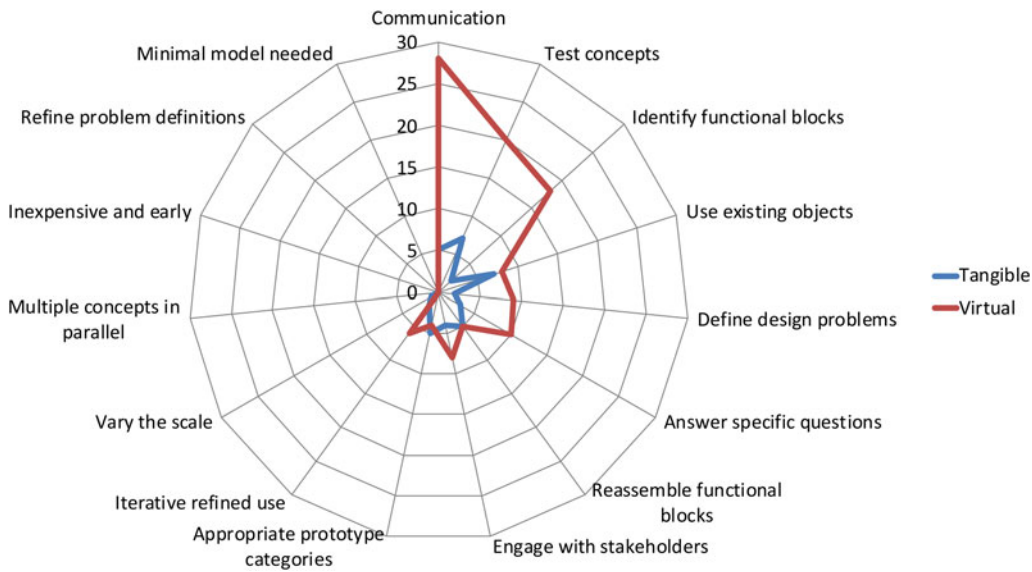 Communication
Test concepts
Identify functional blocks
Use existing objects
Define design problems
Answer specific questions
Reassemble functional
blocks
Engage with stakeholders
Appropriate prototype
categories
Iterative refined use
Vary the scale
Multiple concepts in
parallel
Inexpensive and early
Refine problem definitions
Minimal model needed
30
25
20
15
10
5
0
Tangible
Virtual